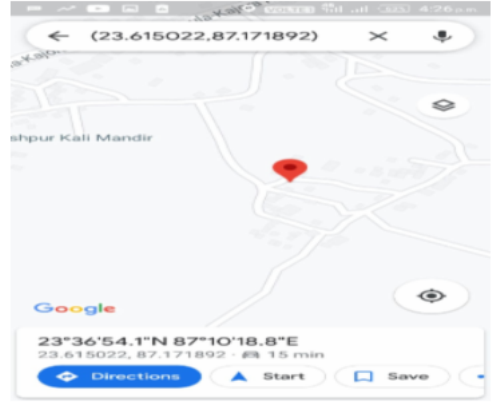 4:26 p.m
(23.615022,87.171892)
shpur Kali Mandir
Google
23°36'54.1"N 87°10'18.8"E
23.615022, 87.171892 · 15 min
Directions
Start
Save